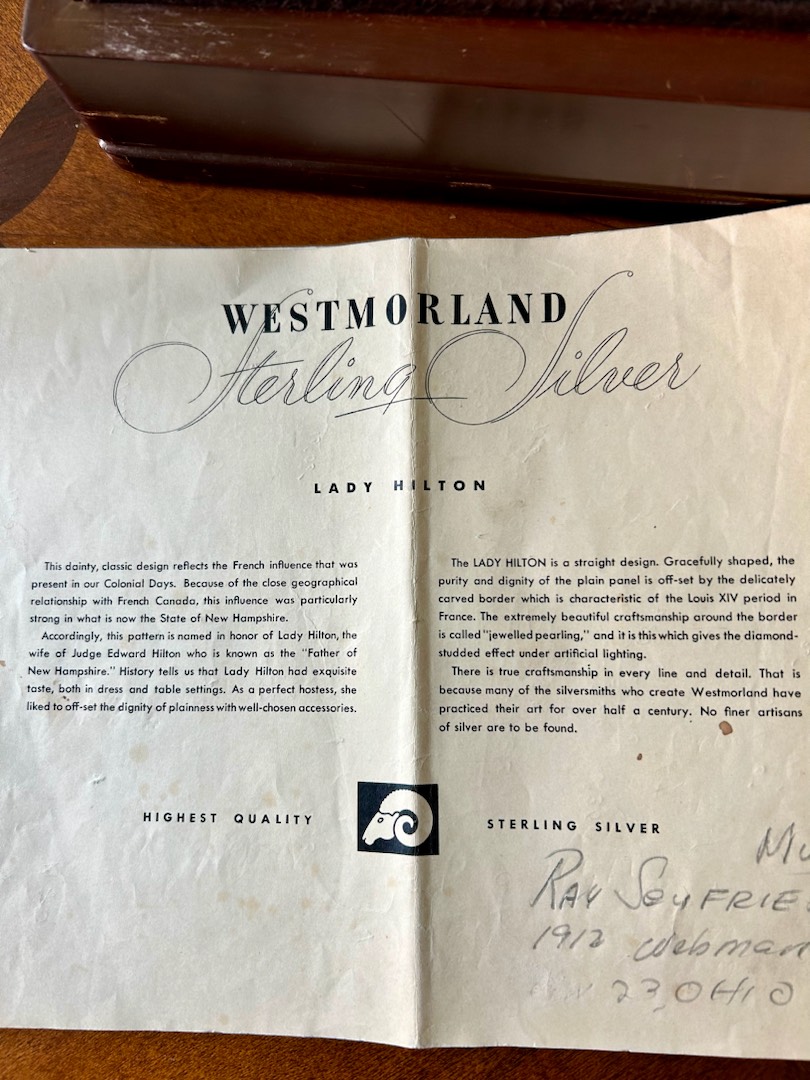 WESTMORLAND
Sterling Silver
LADY HILTON
This dainty, classic design reflects the French influence that was
present in our Colonial Days. Because of the close geographical
relationship with French Canada, this influence was particularly
strong in what is now the State of New Hampshire.
Accordingly, this pattern is named in honor of Lady Hilton, the
wife of Judge Edward Hilton who is known as the "Father of
New Hampshire." History tells us that Lady Hilton had exquisite
taste, both in dress and table settings. As a perfect hostess, she
liked to off-set the dignity of plainness with well-chosen accessories.
The LADY HILTON is a straight design. Gracefully shaped, the
purity and dignity of the plain panel is off-set by the delicately
carved border which is characteristic of the Louis XIV period in
France. The extremely beautiful craftsmanship around the border
is called "jewelled pearling," and it is this which gives the diamond-
studded effect under artificial lighting.
There is true craftsmanship in every line and detail. That is
because many of the silversmiths who create Westmorland have
practiced their art for over half a century. No finer artisans
of silver are to be found.
HIGHEST QUALITY
STERLING SILVER
RAY
1912
23, OHIO